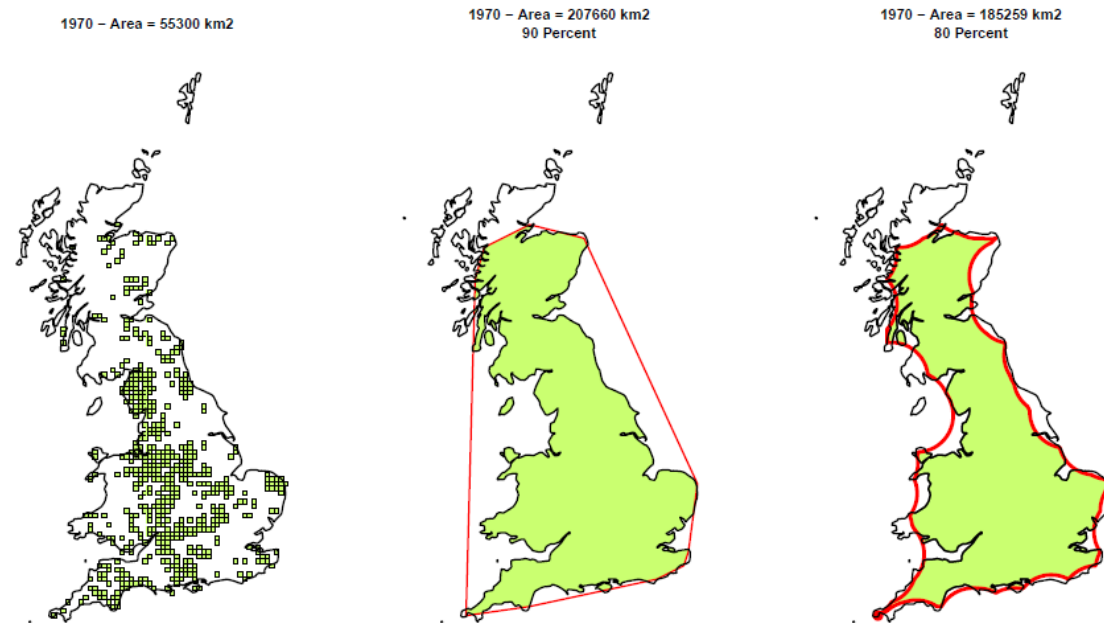 1970 – Area = 55300 km2
1970 – Area = 207660 km2
90 Percent
1970 – Area = 185259 km2
80 Percent